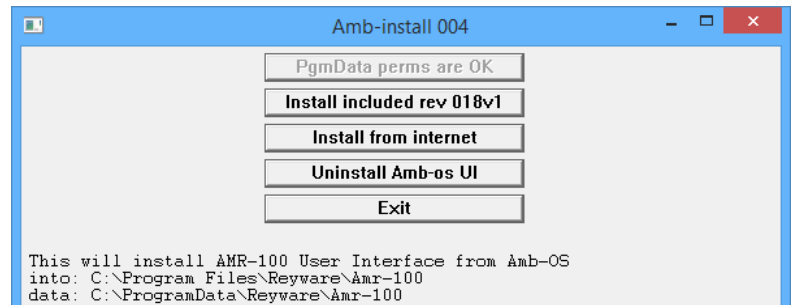 Amb-install 004
PgmData perms are OK
Install included rev 018v1
Install from internet
Uninstall Amb-os UI
Exit
This will install AMR-100 User Interface from Amb-OS
into: C:\Program Files\Reyware\Amr-100
data: C:\ProgramData\Reyware\Amr-100